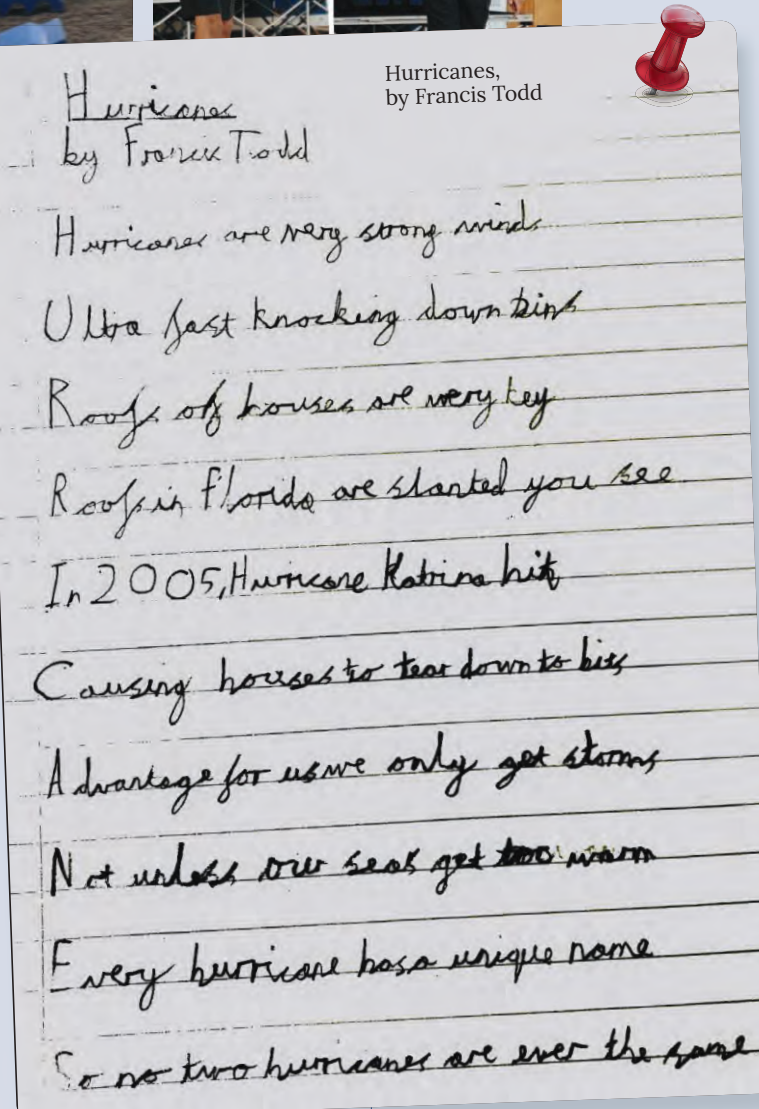 Hurricanes,
by Francis Todd
Hurricanes
by Francis Todd
Hurricanes are very strong winds
Ultra fast knocking down bins
Roofs of houses are very key
Roofs in florida are slanted you see
In 2005, Hurricane Katrina hit
Causing houses to tear down to bits
Advantage for us we only get storms
Not unless our seas get too warm
Every hurricane has a unique name
So no two hurricanes are ever the same